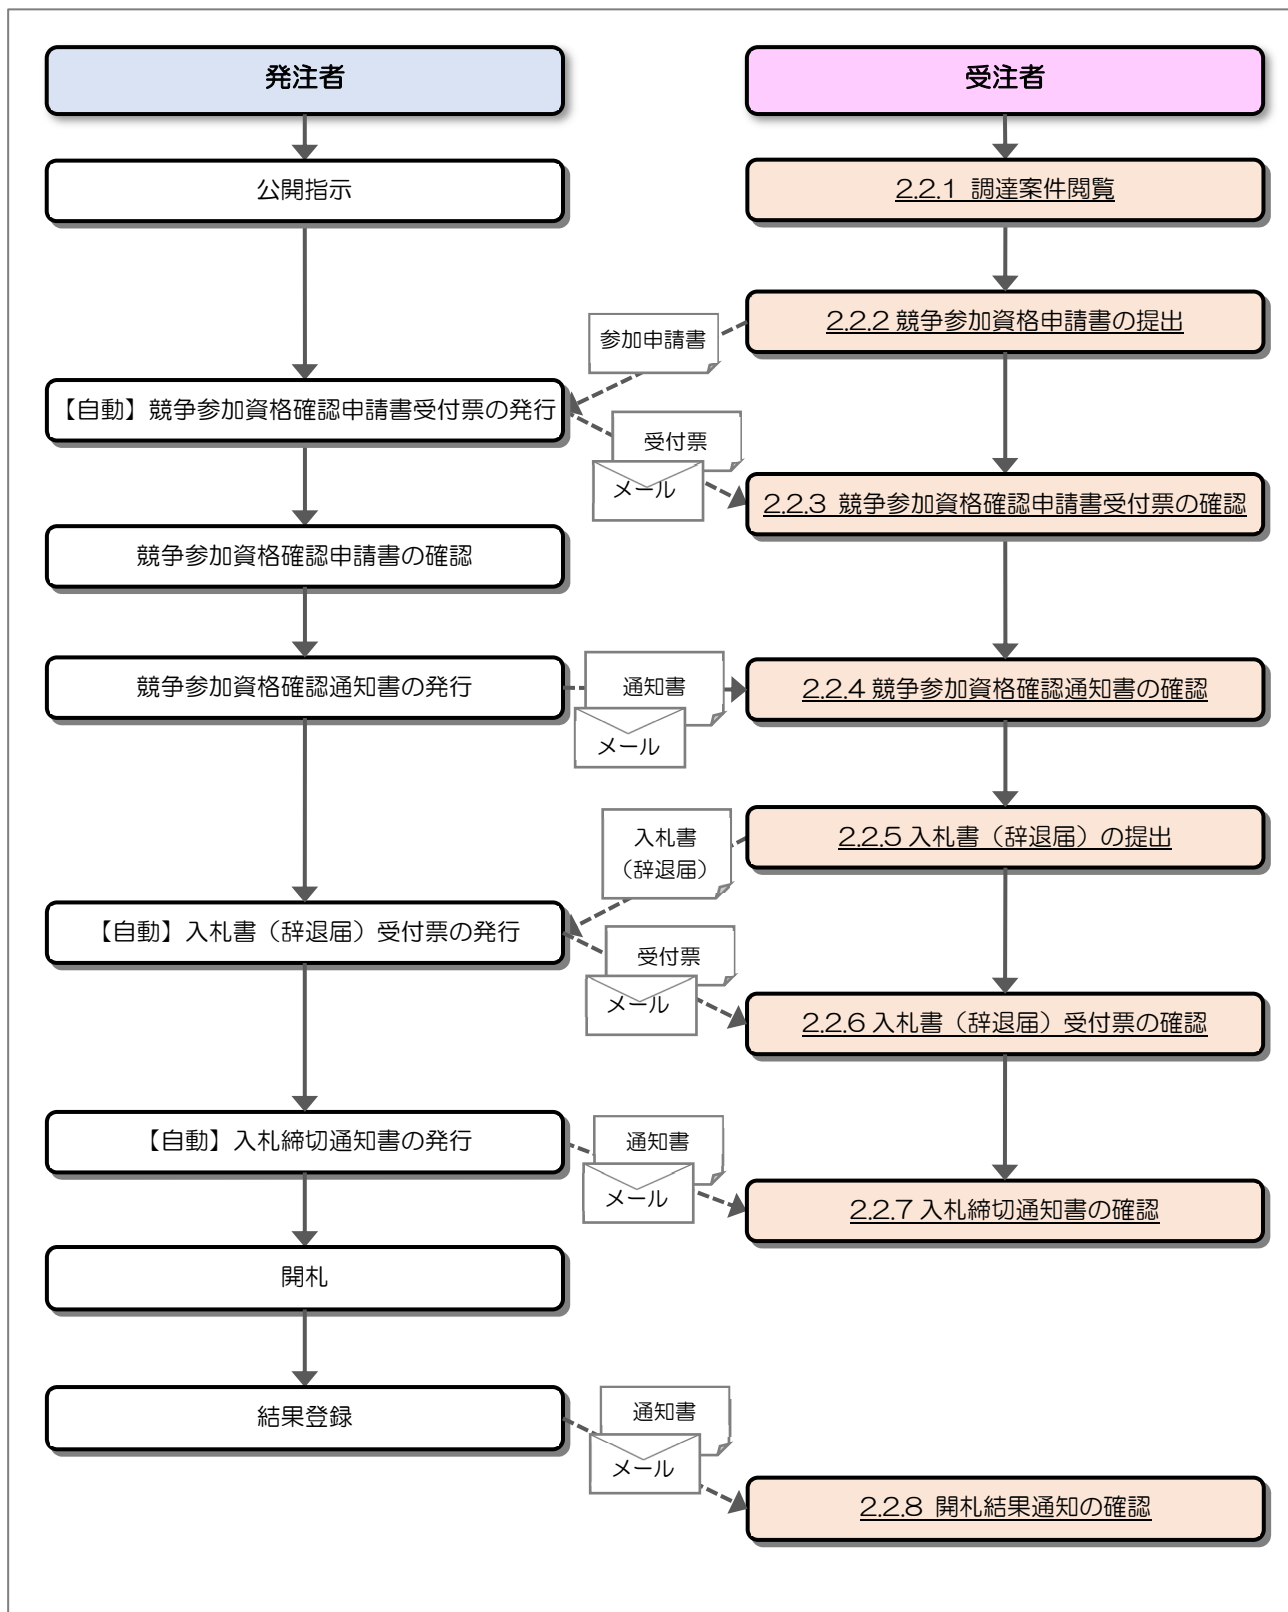 発注者
受注者
公開指示
2.2.1 調達案件閲覧
2.2.2 競争参加資格申請書の提出
参加申請書
【自動】競争参加資格確認申請書受付票の発行
受付票
メール
2.2.3 競争参加資格確認申請書受付票の確認
競争参加資格確認申請書の確認
競争参加資格確認通知書の発行
通知書
メール
2.2.4 競争参加資格確認通知書の確認
2.2.5 入札書（辞退届）の提出
入札書
（辞退届）
【自動】入札書（辞退届）受付票の発行
受付票
メール
2.2.6 入札書（辞退届）受付票の確認
【自動】入札締切通知書の発行
通知書
メール
2.2.7 入札締切通知書の確認
開札
結果登録
通知書
メール
2.2.8 開札結果通知の確認